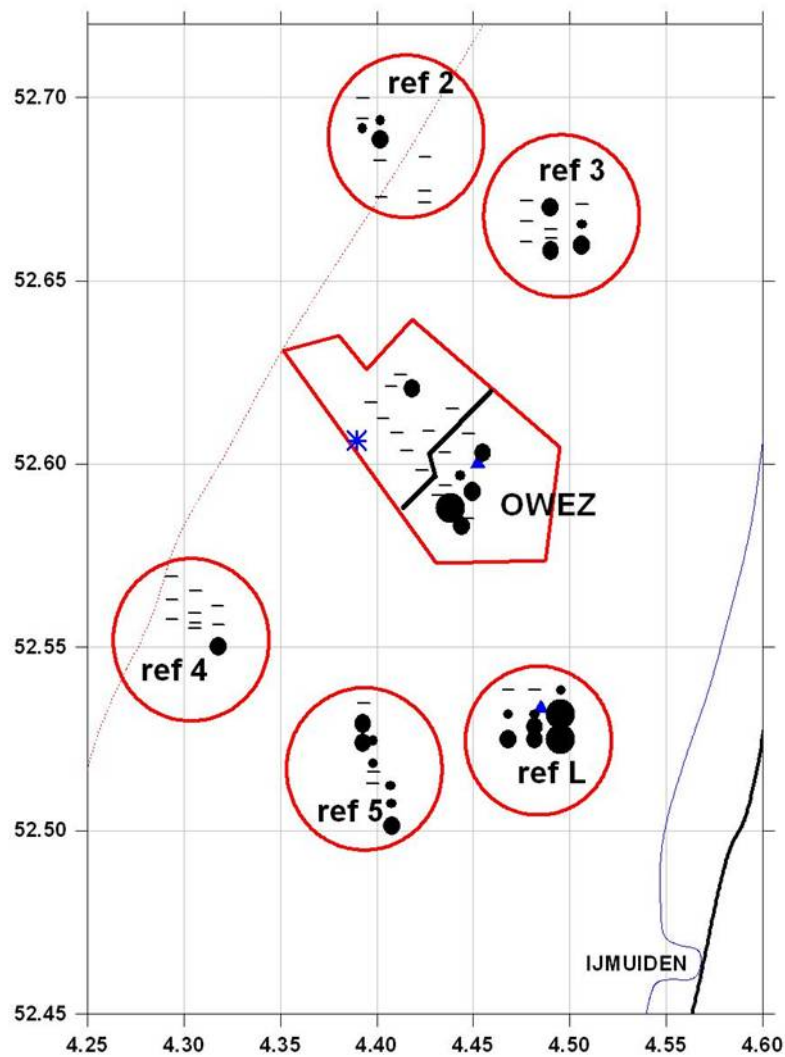 52.70
ref 2
ref 3
52.65
52.60
OWEZ
52.55
ref 4
ref L
ref 5
52.50
IJMUIDEN
52.45
4.25 4.30 4.35 4.40 4.45 4.50 4.55 4.60